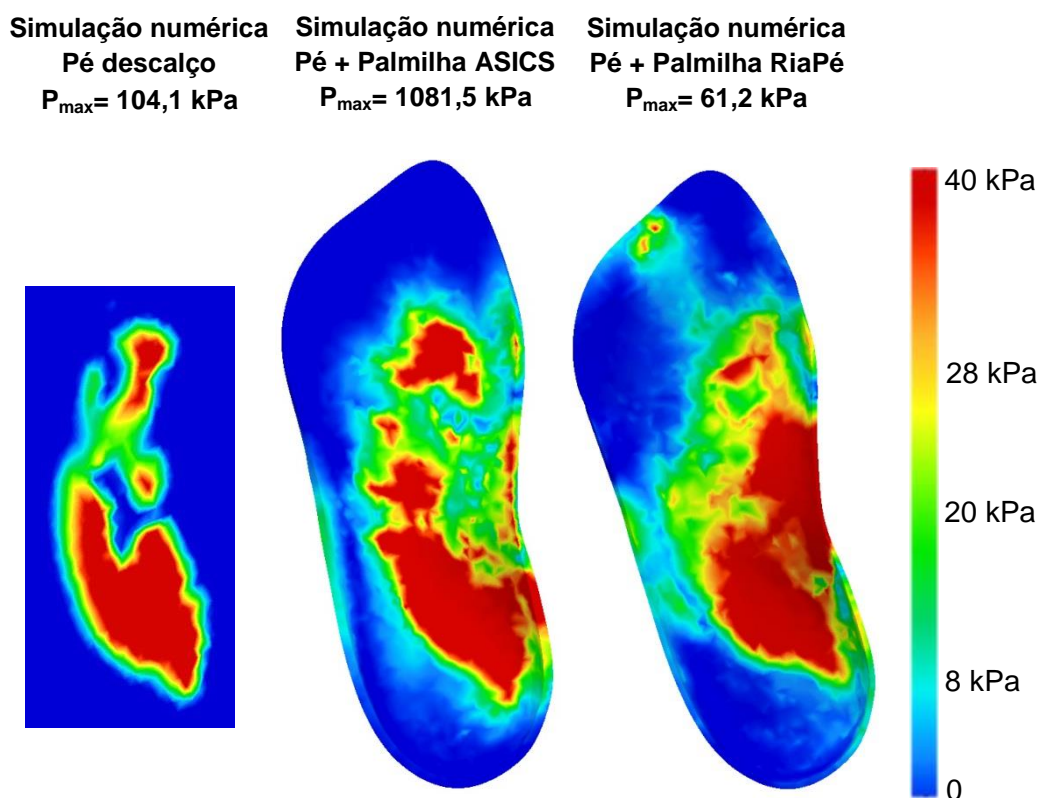 Simulação numérica
Pé descalço
Pmax= 104,1 kPa
Simulação numérica
Pé + Palmilha ASICS
Pmax= 1081,5 kPa
Simulação numérica
Pé + Palmilha RiaPé
Pmax= 61,2 kPa
40 kPa
28 kPa
20 kPa
8 kPa
0